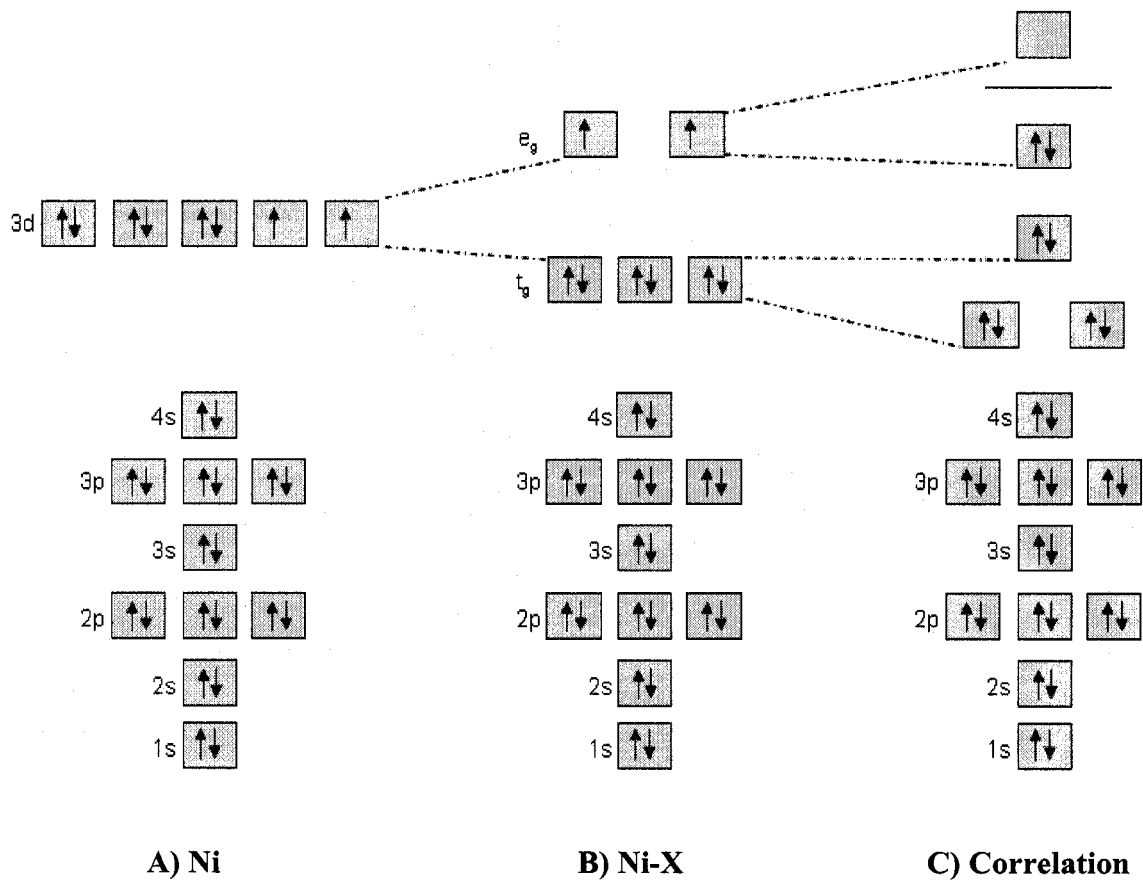 e_g
3d
t_g
4s 4s 4s
3p 3p 3p
3s 3s 3s
2p 2p 2p
2s 2s 2s
1s 1s 1s
A) Ni B) Ni-X C) Correlation